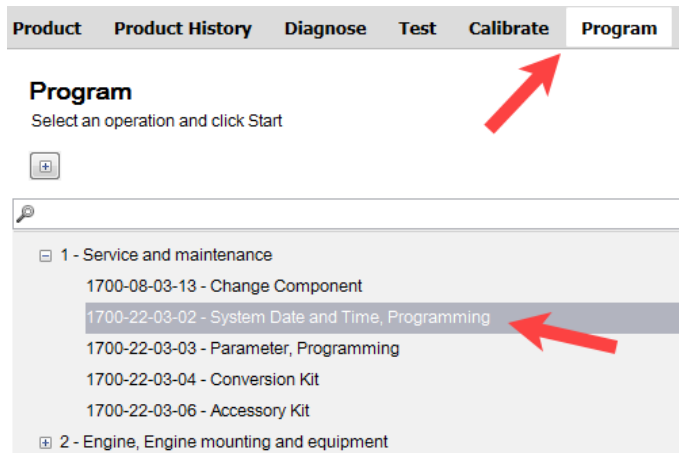 Product Product History Diagnose Test Calibrate Program
Program
Select an operation and click Start
1 - Service and maintenance
1700-08-03-13 - Change Component
1700-22-03-02 - System Date and Time, Programming
1700-22-03-03 - Parameter, Programming
1700-22-03-04 - Conversion Kit
1700-22-03-06 - Accessory Kit
2 - Engine, Engine mounting and equipment